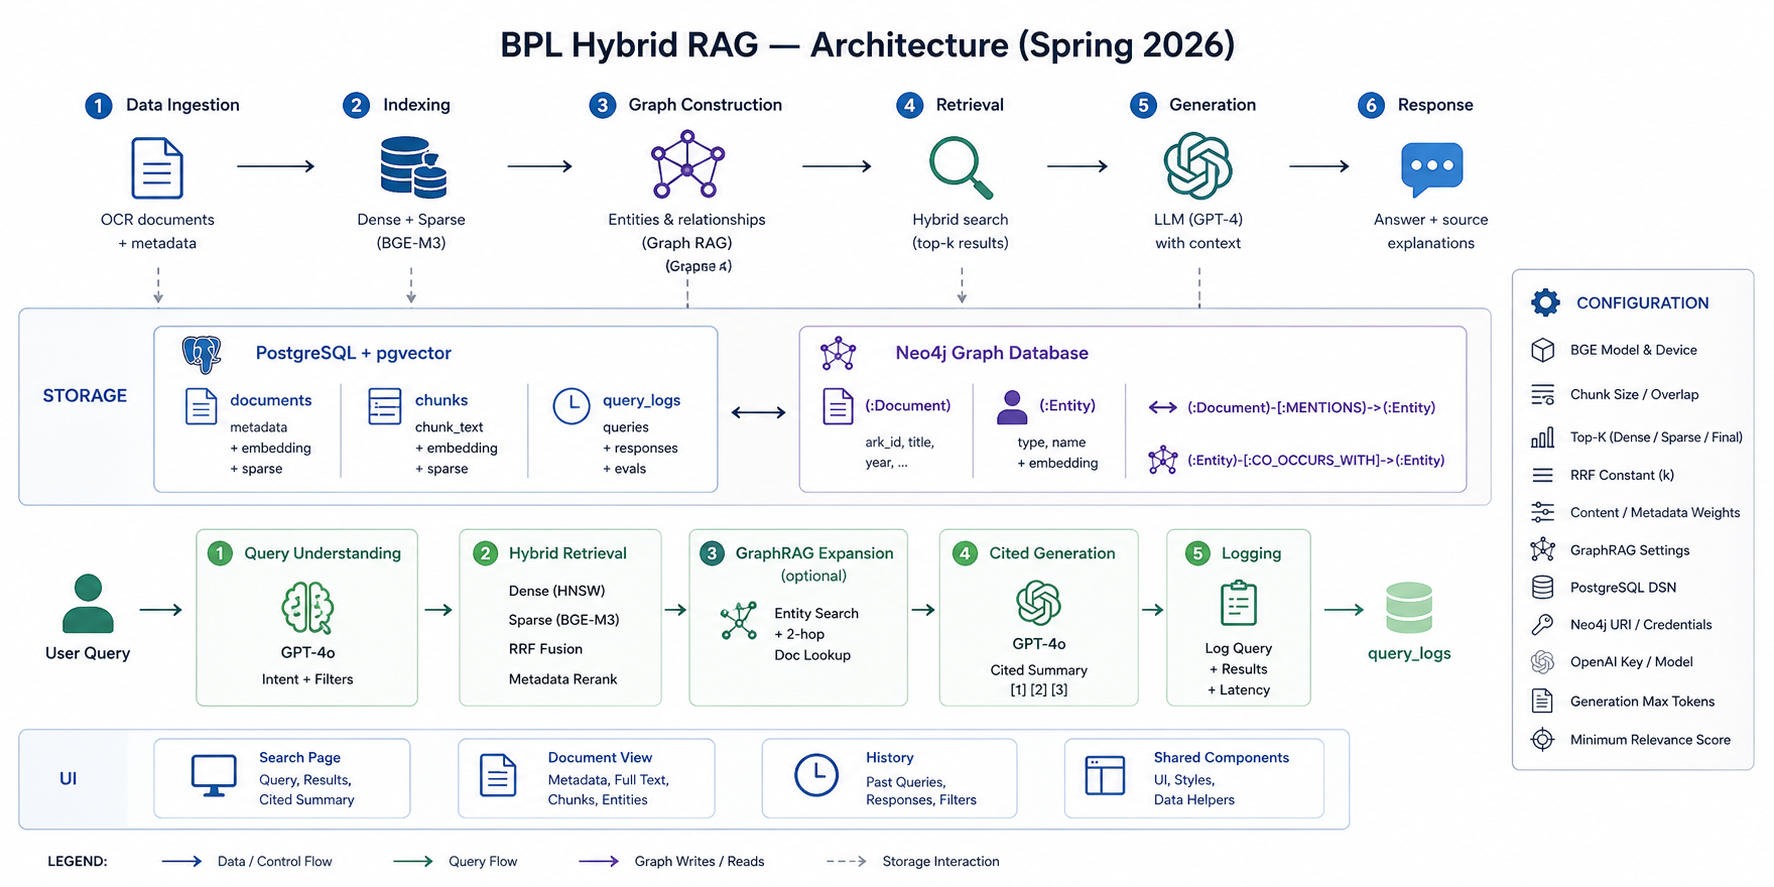 BPL Hybrid RAG — Architecture (Spring 2026)
1 Data Ingestion
OCR documents
+ metadata
2 Indexing
Dense + Sparse
(BGE-M3)
3 Graph Construction
Entities & relationships
(Graph RAG)
4 Retrieval
Hybrid search
(top-k results)
5 Generation
LLM (GPT-4)
with context
6 Response
Answer + source
explanations
STORAGE
PostgreSQL + pgvector
documents
metadata
+ embedding
+ sparse
chunks
chunk_text
+ embedding
+ sparse
query_logs
queries
+ responses
+ evals
Neo4j Graph Database
(:Document)
ark_id, title,
year, ...
(:Entity)
type, name
+ embedding
(:Document)-[:MENTIONS)->(:Entity)
(:Entity)-[:CO_OCCURS_WITH]->(:Entity)
CONFIGURATION
BGE Model & Device
Chunk Size / Overlap
Top-K (Dense / Sparse / Final)
RRF Constant (k)
Content / Metadata Weights
GraphRAG Settings
PostgreSQL DSN
Neo4j URI / Credentials
OpenAI Key / Model
Generation Max Tokens
Minimum Relevance Score
User Query
1 Query Understanding
GPT-4o
Intent + Filters
2 Hybrid Retrieval
Dense (HNSW)
Sparse (BGE-M3)
RRF Fusion
Metadata Rerank
3 GraphRAG Expansion
(optional)
Entity Search
+ 2-hop
Doc Lookup
4 Cited Generation
GPT-4o
Cited Summary
[1] [2] [3]
5 Logging
Log Query
+ Results
+ Latency
query_logs
UI
Search Page
Query, Results,
Cited Summary
Document View
Metadata, Full Text,
Chunks, Entities
History
Past Queries,
Responses, Filters
Shared Components
UI, Styles,
Data Helpers
LEGEND:
Data / Control Flow
Query Flow
Graph Writes / Reads
Storage Interaction